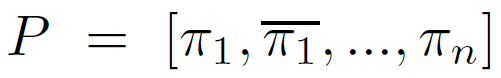 P = [π₁, π̅₁̅, ..., πₙ]